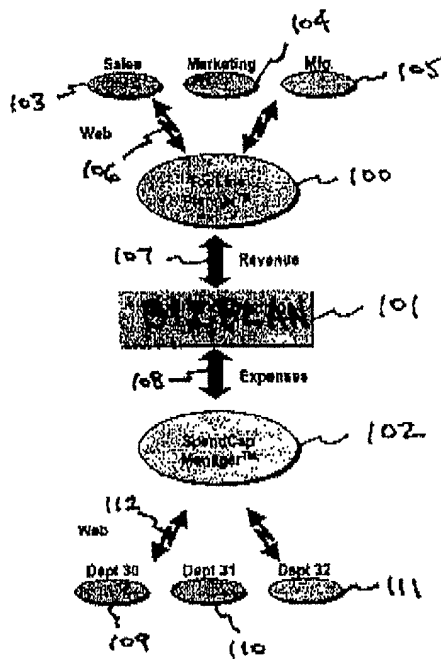 104
Sales Marketing Mfg
105
103
Web
106
100
107
Revenue
BIZPLAN
101
108
Expenses
102
SpendCap
Manager™
112
Web
Dept 30 Dept 31 Dept 32
111
109
110